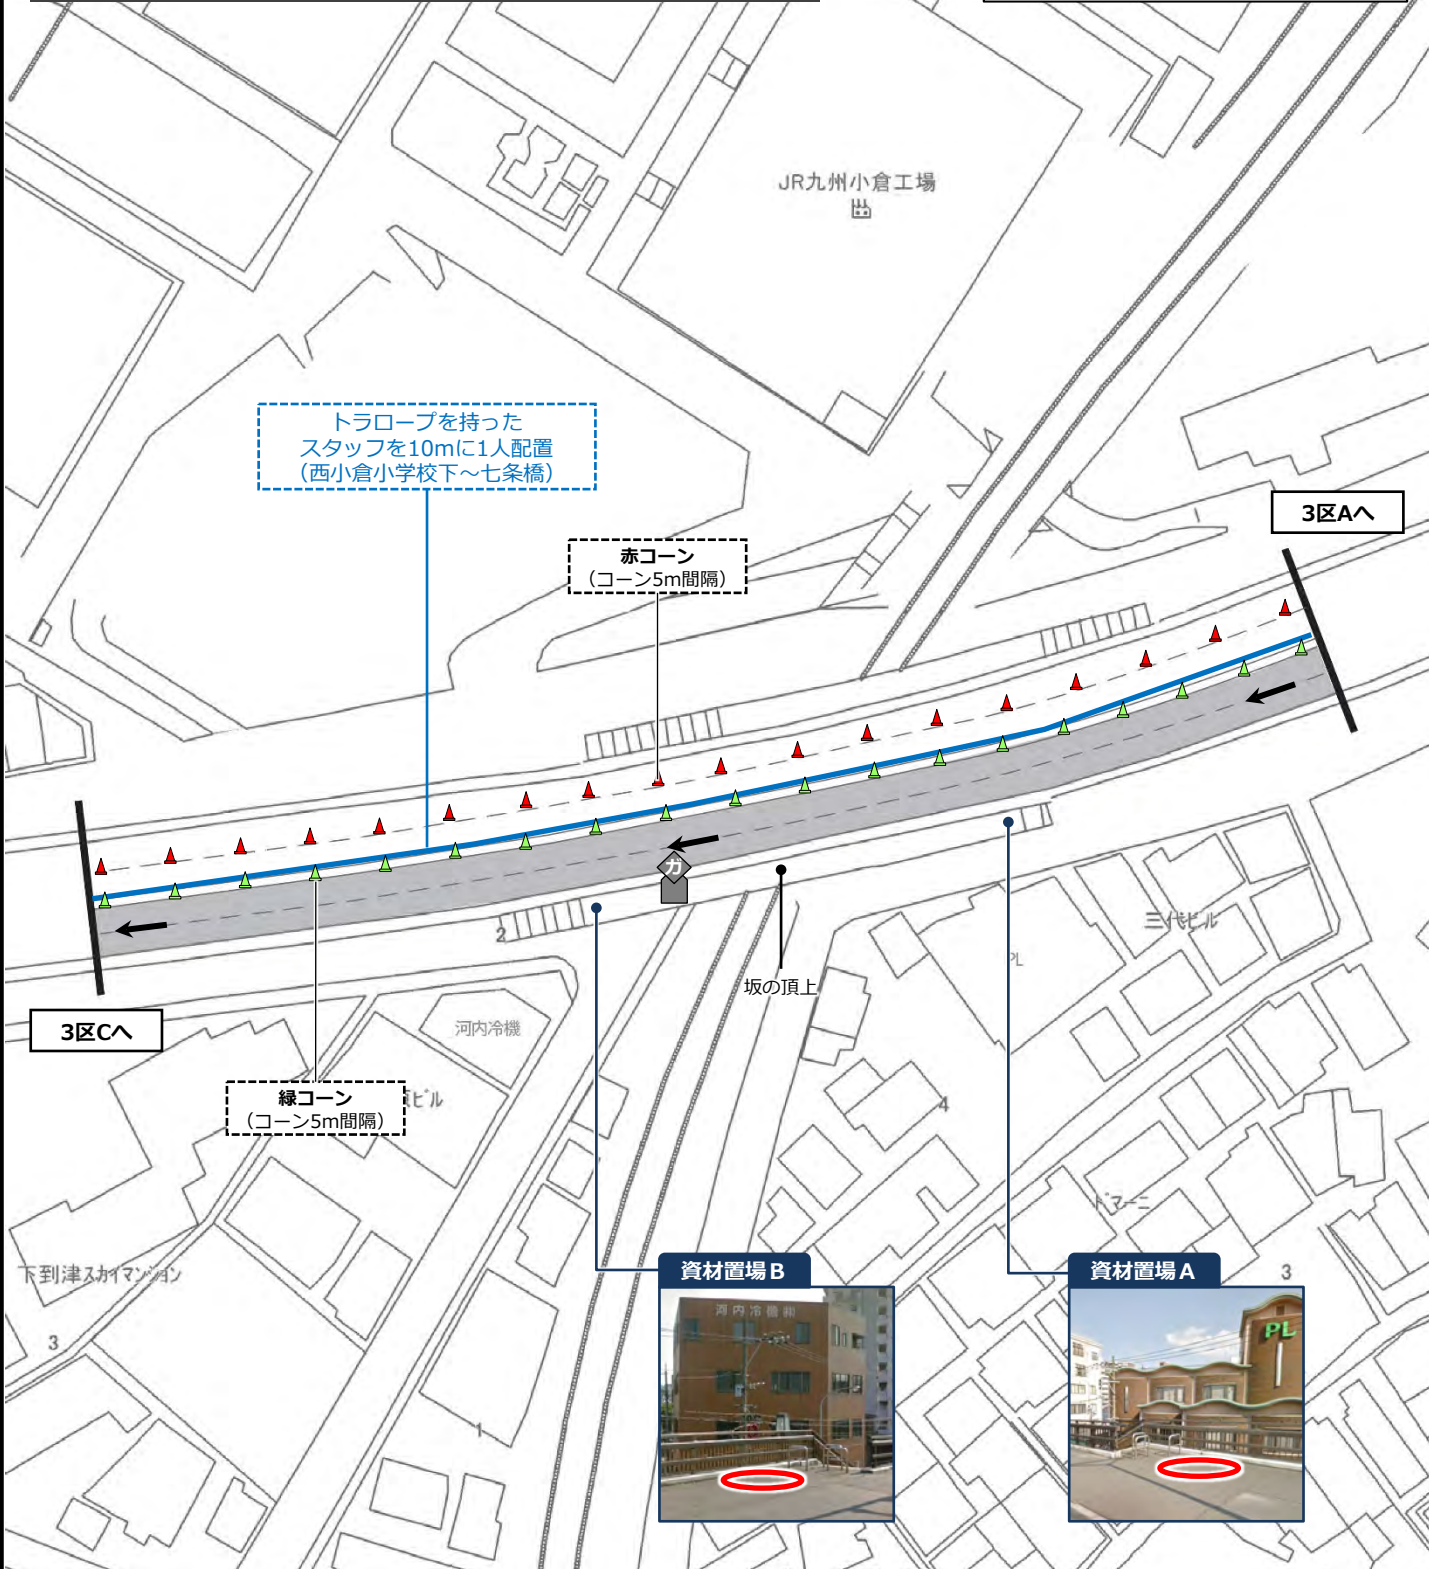 JR九州小倉工場
トラロープを持った
スタッフを10mに1人配置
（西小倉小学校下～七条橋）
3区Aへ
赤コーン
（コーン5m間隔）
ガ
三代ビル
2
PL
坂の頂上
3区Cへ
河内冷機
緑コーン
（コーン5m間隔）
ビル
4
ドマーニ
下到津スカイマンション
資材置場B
資材置場A
3
河内冷機㈱
PL
3
1